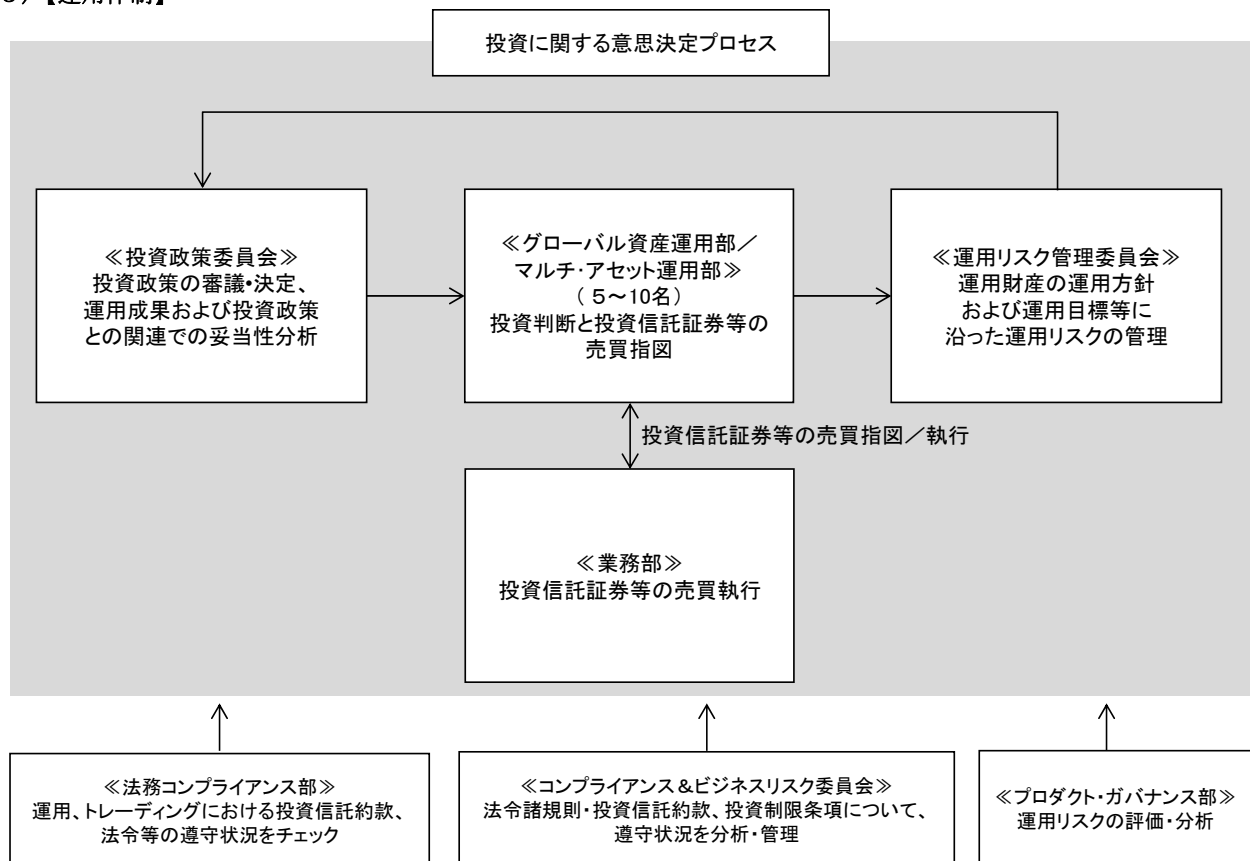 【運用体制】
投資に関する意思決定プロセス
≪投資政策委員会≫
投資政策の審議・決定、
運用成果および投資政策
との関連での妥当性分析
≪グローバル資産運用部／
マルチ・アセット運用部≫
（５～10名）
投資判断と投資信託証券等の
売買指図
≪運用リスク管理委員会≫
運用財産の運用方針
および運用目標等に
沿った運用リスクの管理
投資信託証券等の売買指図／執行
≪業務部≫
投資信託証券等の売買執行
≪法務コンプライアンス部≫
運用、トレーディングにおける投資信託約款、
法令等の遵守状況をチェック
≪コンプライアンス＆ビジネスリスク委員会≫
法令諸規則・投資信託約款、投資制限条項について、
遵守状況を分析・管理
≪プロダクト・ガバナンス部≫
運用リスクの評価・分析